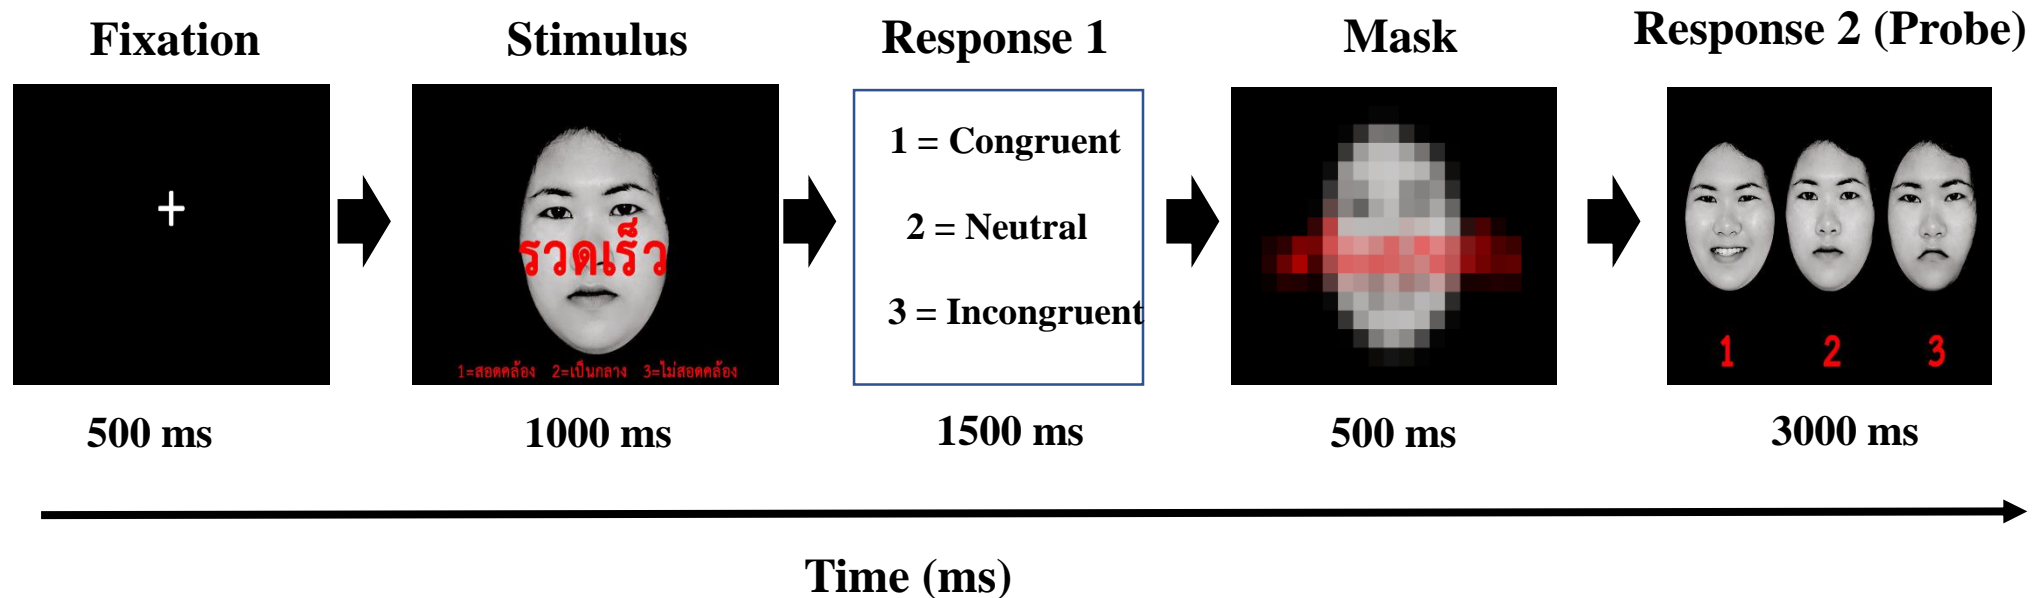 Fixation
Stimulus
Response 1
Mask
Response 2 (Probe)
+
รวดเร็ว
1=สอดคล้อง 2=เป็นกลาง 3=ไม่สอดคล้อง
1 = Congruent
2 = Neutral
3 = Incongruent
1 2 3
500 ms
1000 ms
1500 ms
500 ms
3000 ms
Time (ms)